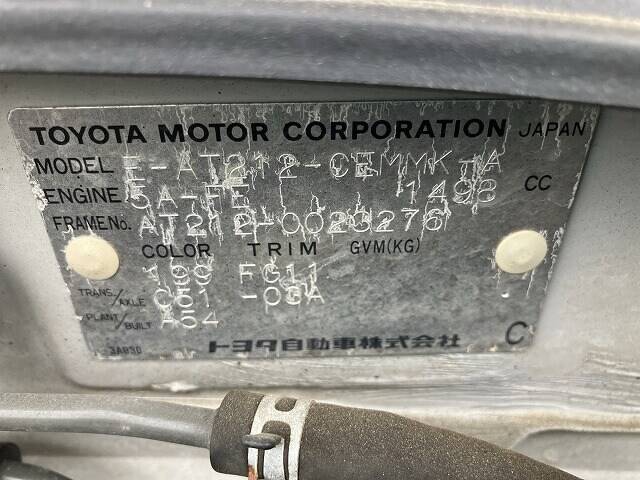 TOYOTA MOTOR CORPORATION JAPAN
MODEL E-AT212-CEMMK-A
ENGINE 5A-FE 1498 CC
FRAME No. AT212-0023276
COLOR TRIM GVM(KG)
199 FG11
TRANS./AXLE C51 -03A
PLANT/BUILT A54
トヨタ自動車株式会社 C